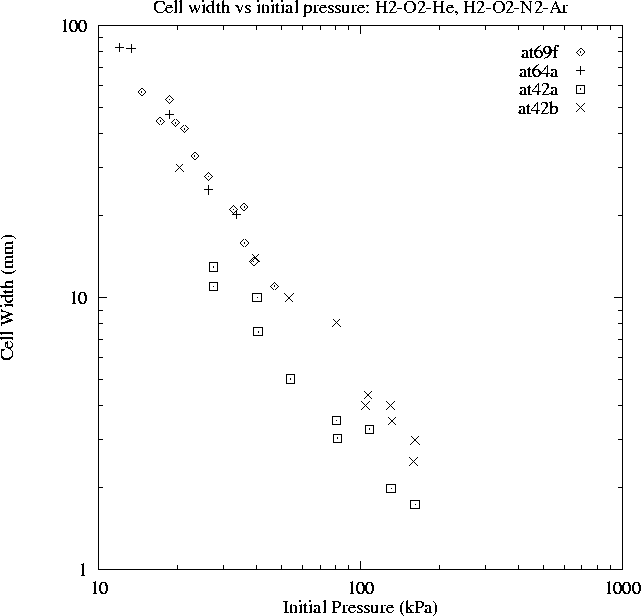 Cell width vs initial pressure: H2-O2-He, H2-O2-N2-Ar
100
at69f
at64a
at42a
at42b
Cell Width (mm)
10
1
10
100
1000
Initial Pressure (kPa)